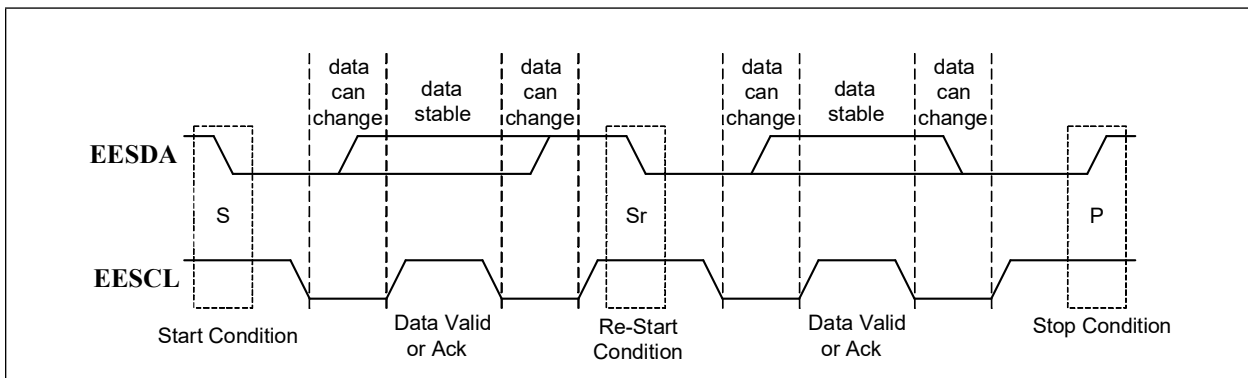 data
can
change
data
stable
data
can
change
data
can
change
data
stable
data
can
change
EESDA
S
Sr
P
EESCL
Start Condition
Data Valid
or Ack
Re-Start
Condition
Data Valid
or Ack
Stop Condition